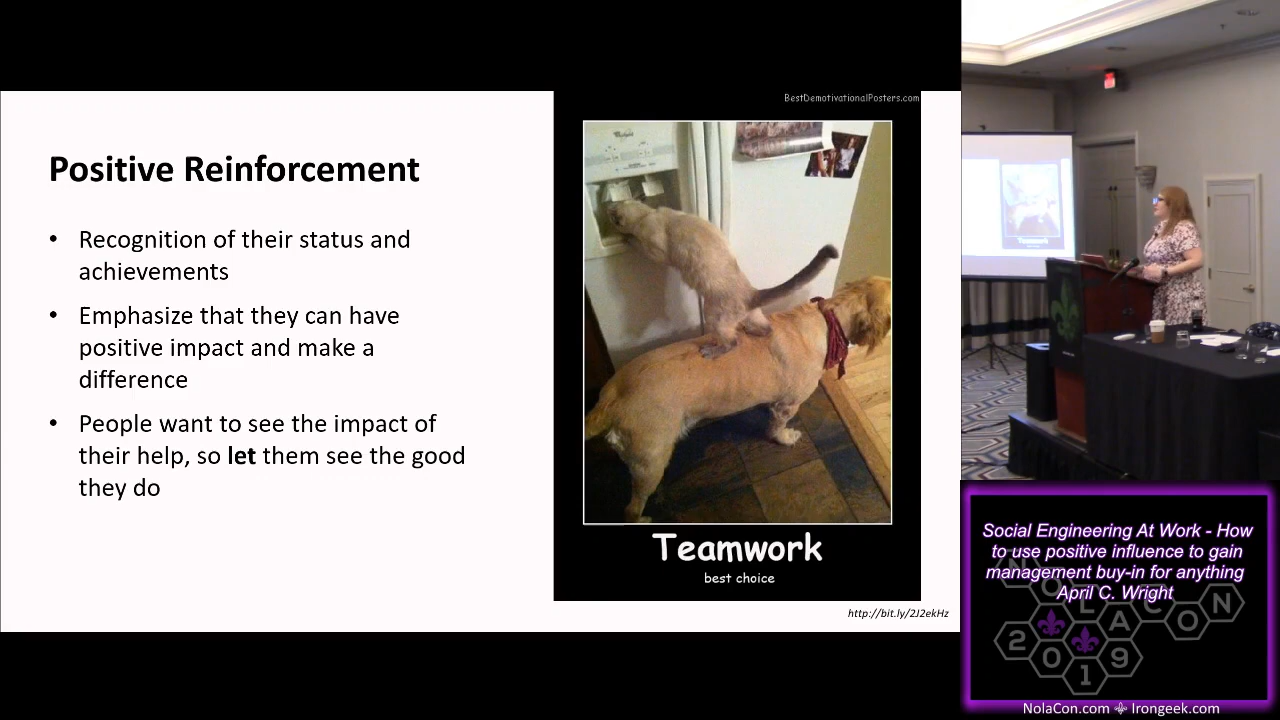 Positive Reinforcement
• Recognition of their status and
achievements
• Emphasize that they can have
positive impact and make a
difference
• People want to see the impact of
their help, so let them see the good
they do
BestDemotivationalPosters.com
Teamwork
best choice
http://bit.ly/2J2ekHz
Social Engineering At Work - How
to use positive influence to gain
management buy-in for anything
April C. Wright
NOLACON
2019
NolaCon.com ⚜ Irongeek.com